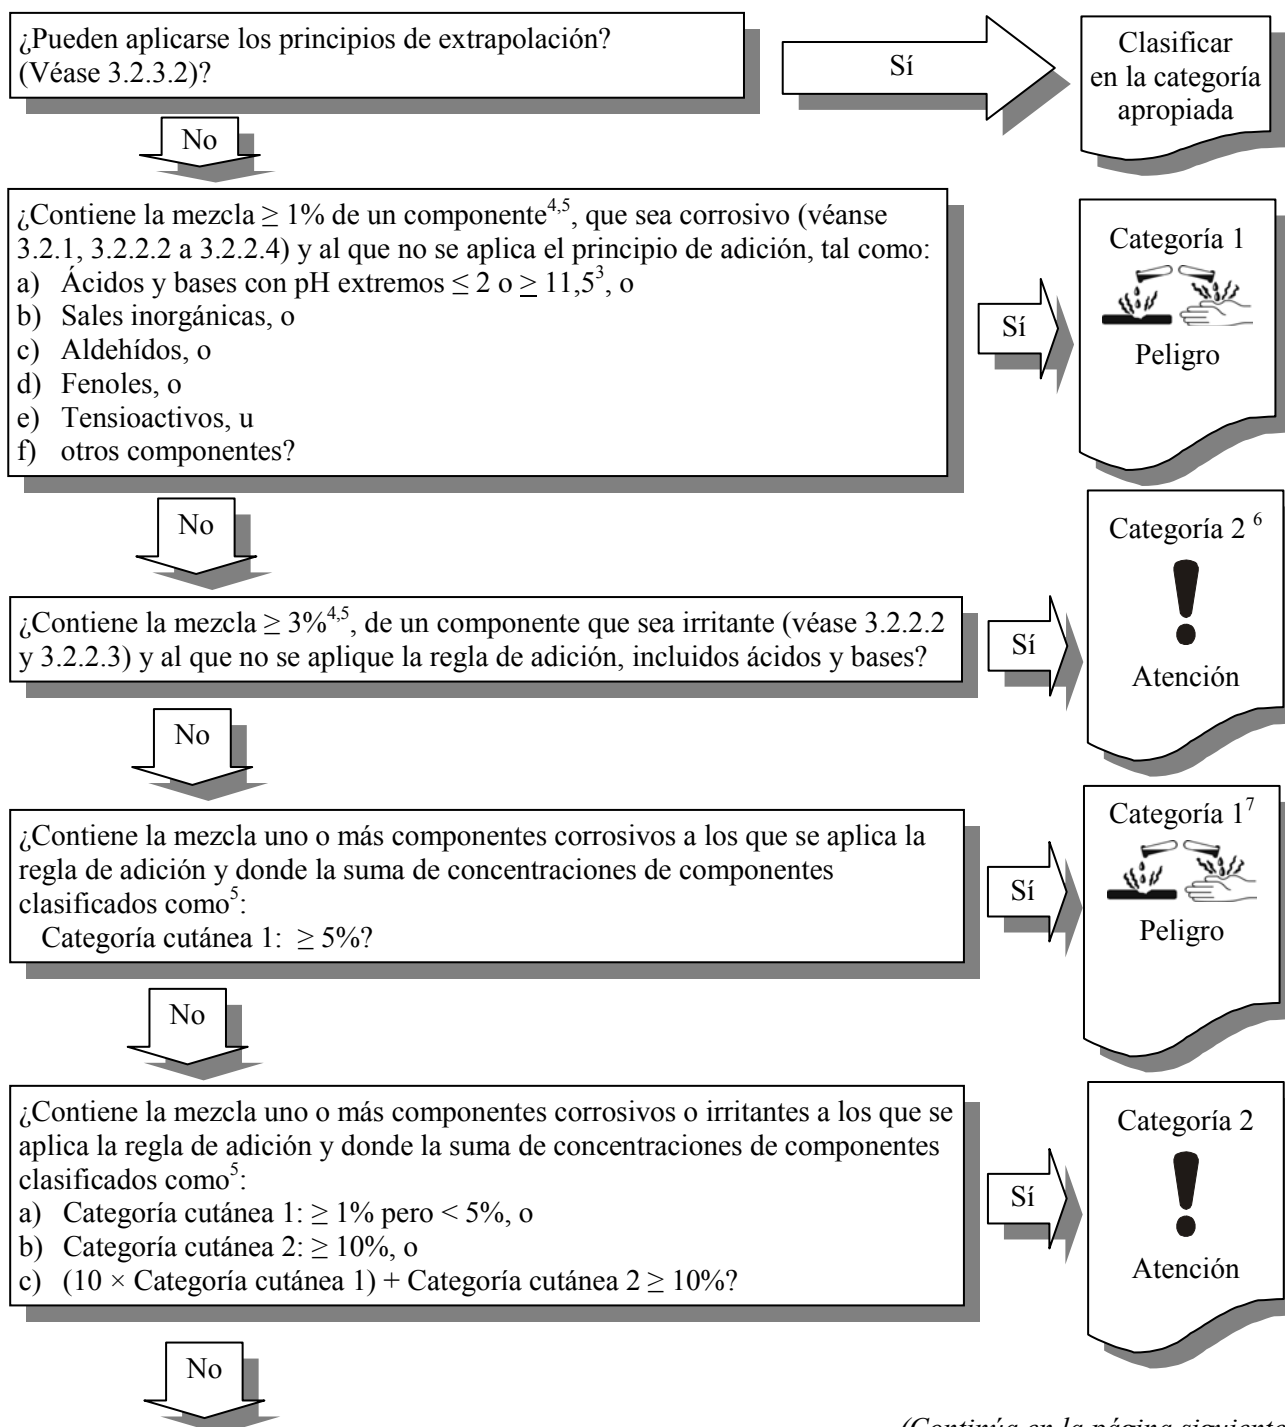 ¿Pueden aplicarse los principios de extrapolación?
(Véase 3.2.3.2)?
Sí
Clasificar
en la categoría
apropiada
No
¿Contiene la mezcla ≥ 1% de un componente4,5, que sea corrosivo (véanse
3.2.1, 3.2.2.2 a 3.2.2.4) y al que no se aplica el principio de adición, tal como:
a) Ácidos y bases con pH extremos ≤ 2 o ≥ 11,53, o
b) Sales inorgánicas, o
c) Aldehídos, o
d) Fenoles, o
e) Tensioactivos, u
f) otros componentes?
Sí
Categoría 1
Peligro
No
¿Contiene la mezcla ≥ 3%4,5, de un componente que sea irritante (véase 3.2.2.2
y 3.2.2.3) y al que no se aplique la regla de adición, incluidos ácidos y bases?
Sí
Categoría 2 6
Atención
No
¿Contiene la mezcla uno o más componentes corrosivos a los que se aplica la
regla de adición y donde la suma de concentraciones de componentes
clasificados como5:
Categoría cutánea 1: ≥ 5%?
Sí
Categoría 17
Peligro
No
¿Contiene la mezcla uno o más componentes corrosivos o irritantes a los que se
aplica la regla de adición y donde la suma de concentraciones de componentes
clasificados como5:
a) Categoría cutánea 1: ≥ 1% pero < 5%, o
b) Categoría cutánea 2: ≥ 10%, o
c) (10 × Categoría cutánea 1) + Categoría cutánea 2 ≥ 10%?
Sí
Categoría 2
Atención
No
(Continúa en la página siguiente